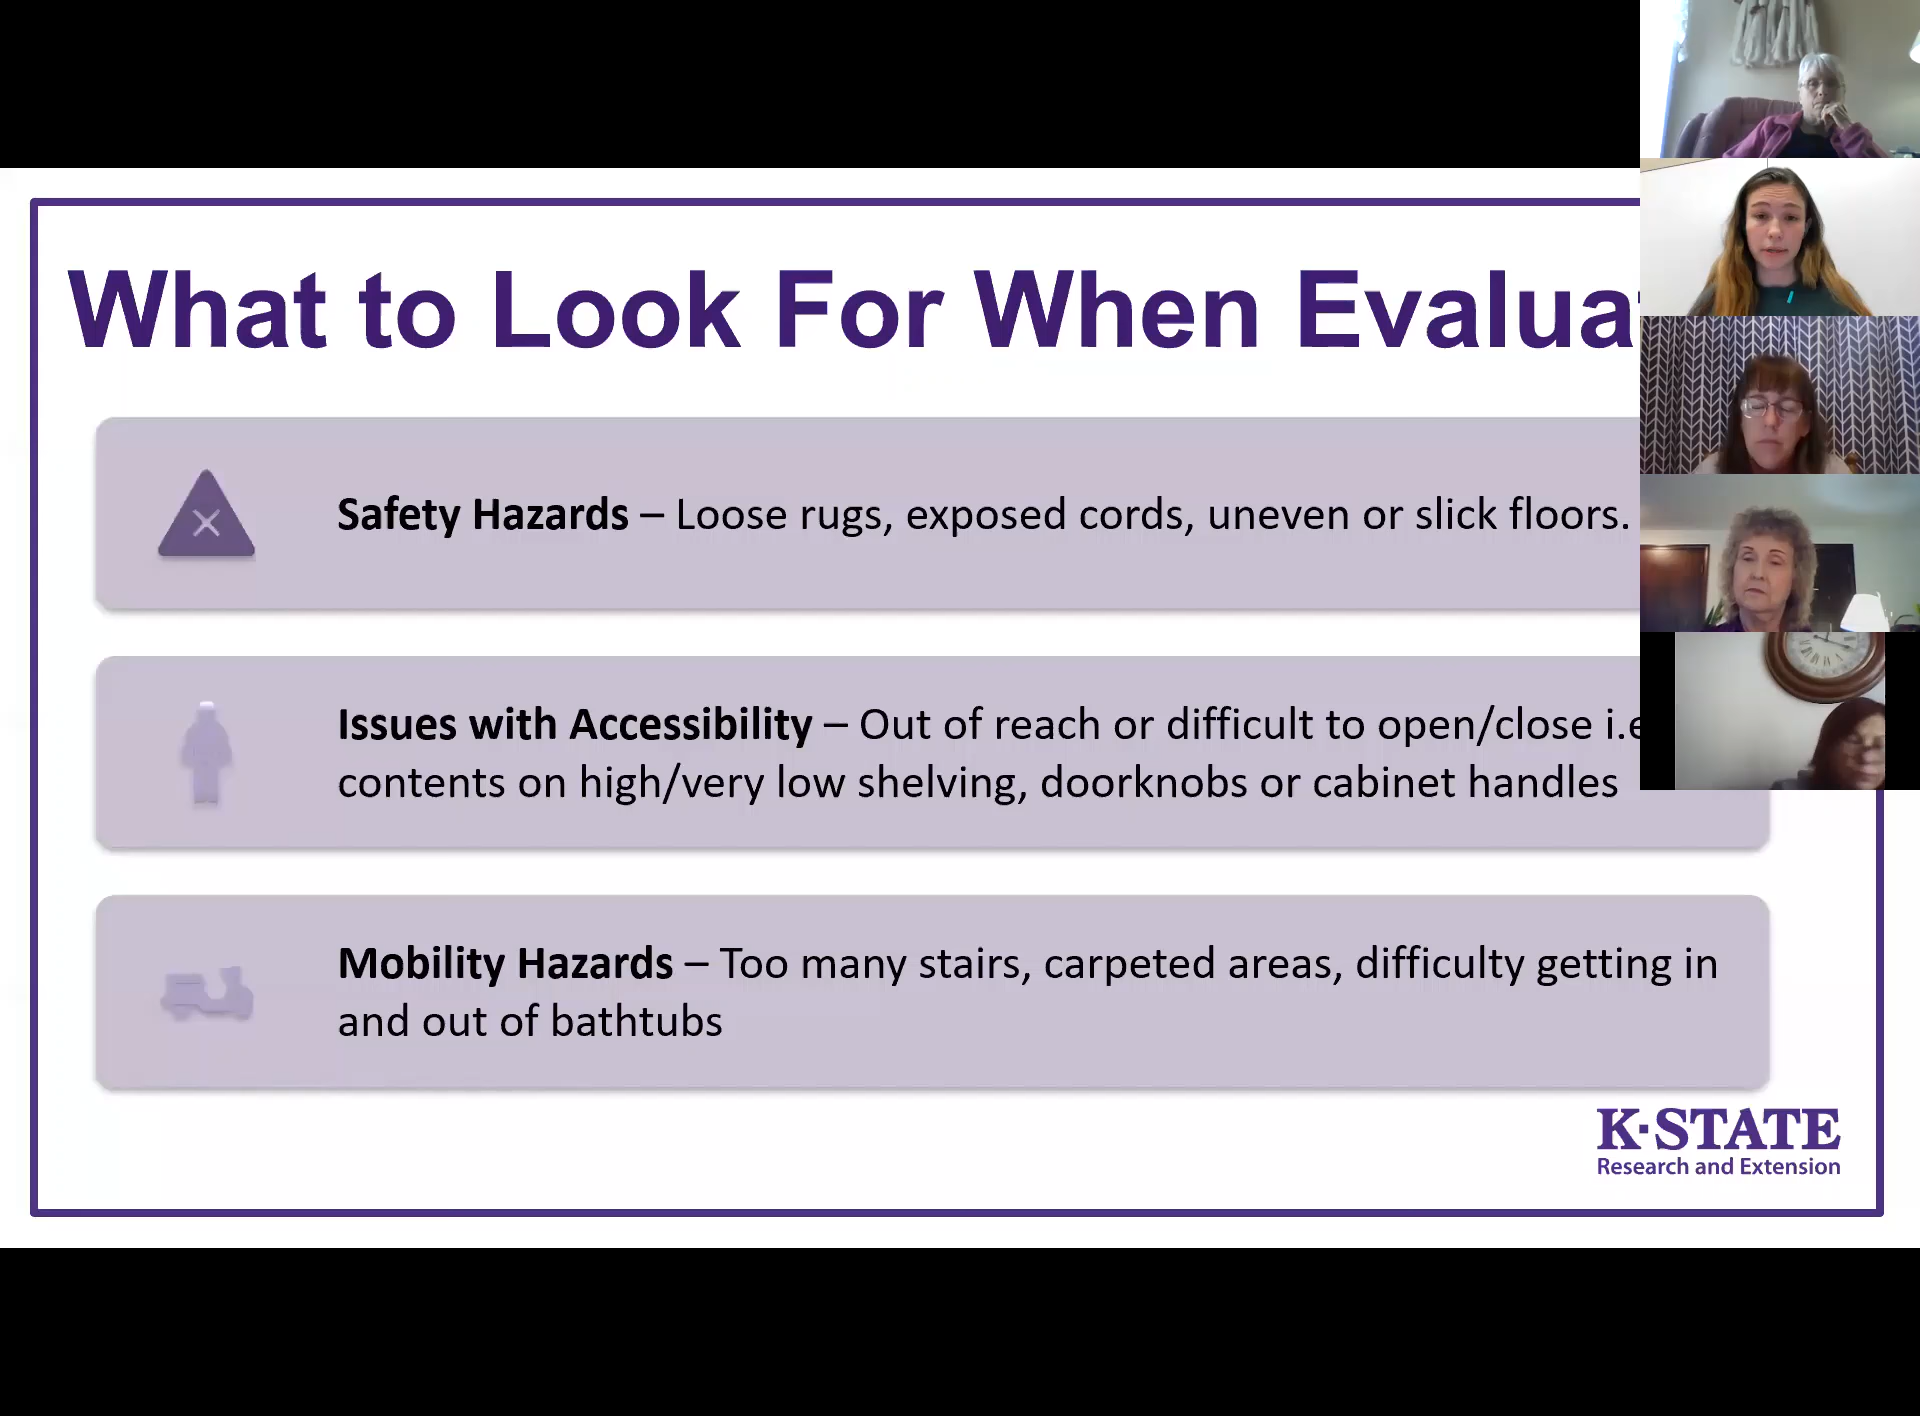 What to Look For When Evalua
Safety Hazards – Loose rugs, exposed cords, uneven or slick floors.
Issues with Accessibility – Out of reach or difficult to open/close i.e
contents on high/very low shelving, doorknobs or cabinet handles
Mobility Hazards – Too many stairs, carpeted areas, difficulty getting in
and out of bathtubs
K·STATE
Research and Extension